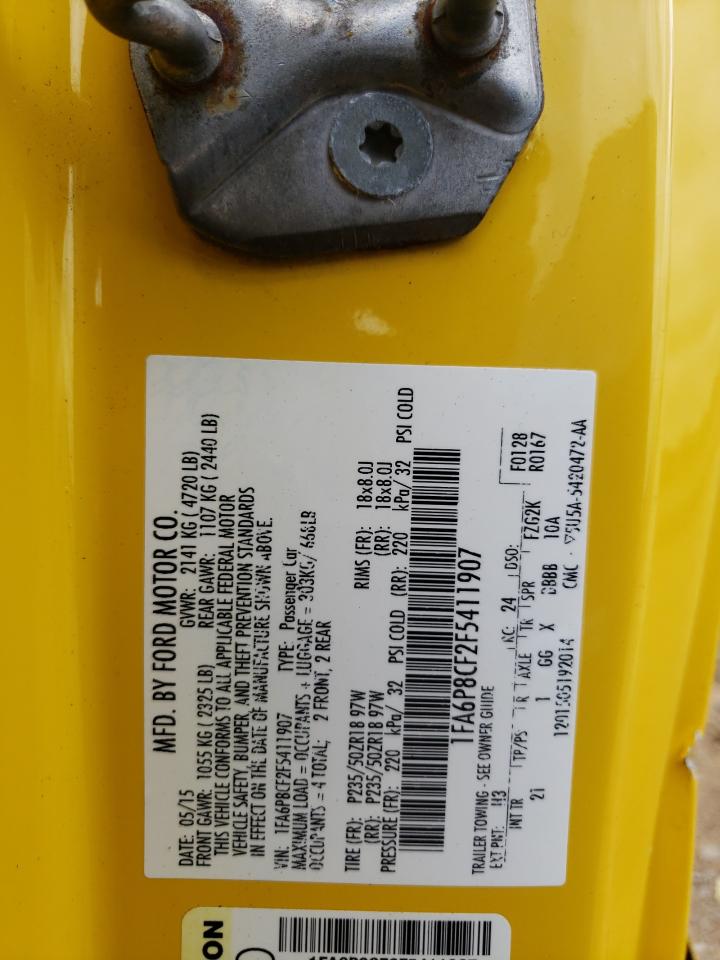 MFD. BY FORD MOTOR CO.
DATE: 05/15 GVWR: 2141 KG ( 4720 LB)
FRONT GAWR: 1055 KG ( 2325 LB) REAR GAWR: 1107 KG ( 2440 LB)
THIS VEHICLE CONFORMS TO ALL APPLICABLE FEDERAL MOTOR
VEHICLE SAFETY, BUMPER, AND THEFT PREVENTION STANDARDS
IN EFFECT ON THE DATE OF MANUFACTURE SHOWN ABOVE.
VIN: 1FA6P8CF2F5411907 TYPE: Passenger Car
MAXIMUM LOAD = OCCUPANTS + LUGGAGE = 303KG/ 668LB
OCCUPANTS = 4 TOTAL; 2 FRONT, 2 REAR
TIRE (FR): P235/50ZR18 97W RIMS (FR): 18x8.0J
(RR): P235/50ZR18 97W (RR): 18x8.0J
PRESSURE (FR): 220 kPa/ 32 PSI COLD (RR): 220 kPa/ 32 PSI COLD
1FA6P8CF2F5411907
TRAILER TOWING - SEE OWNER GUIDE
EXT PNT: H3 RC: 24 DSO: F0128
INT TR TP/PS R AXLE TR SPR FZG2K R0167
21 1 GG X BBBB 10A
1201505192014 CMC 5U5A-5420472-AA
ON